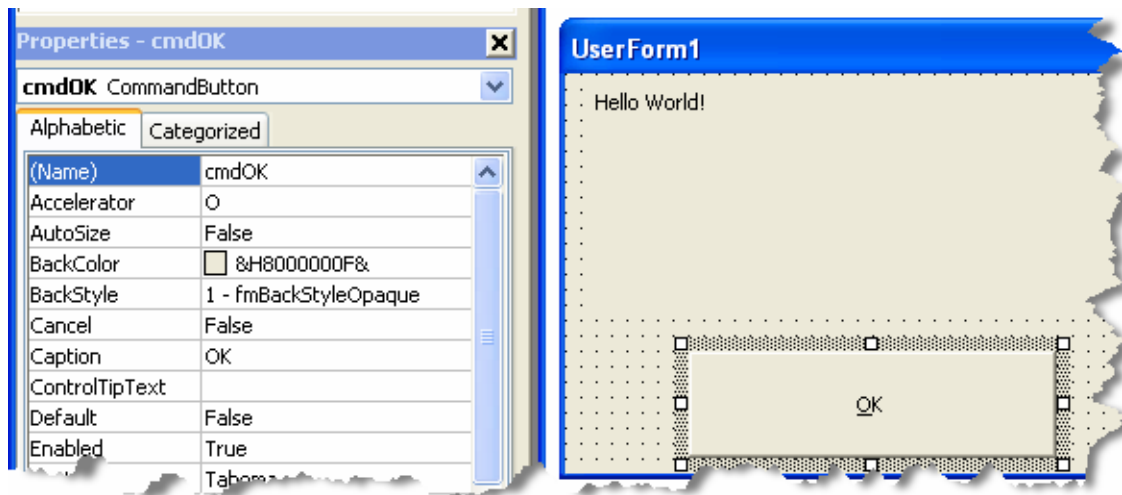 Properties - cmdOK
cmdOK CommandButton
Alphabetic Categorized
(Name) cmdOK
Accelerator O
AutoSize False
BackColor &H8000000F&
BackStyle 1 - fmBackStyleOpaque
Cancel False
Caption OK
ControlTipText
Default False
Enabled True
Tahoma
UserForm1
Hello World!
OK